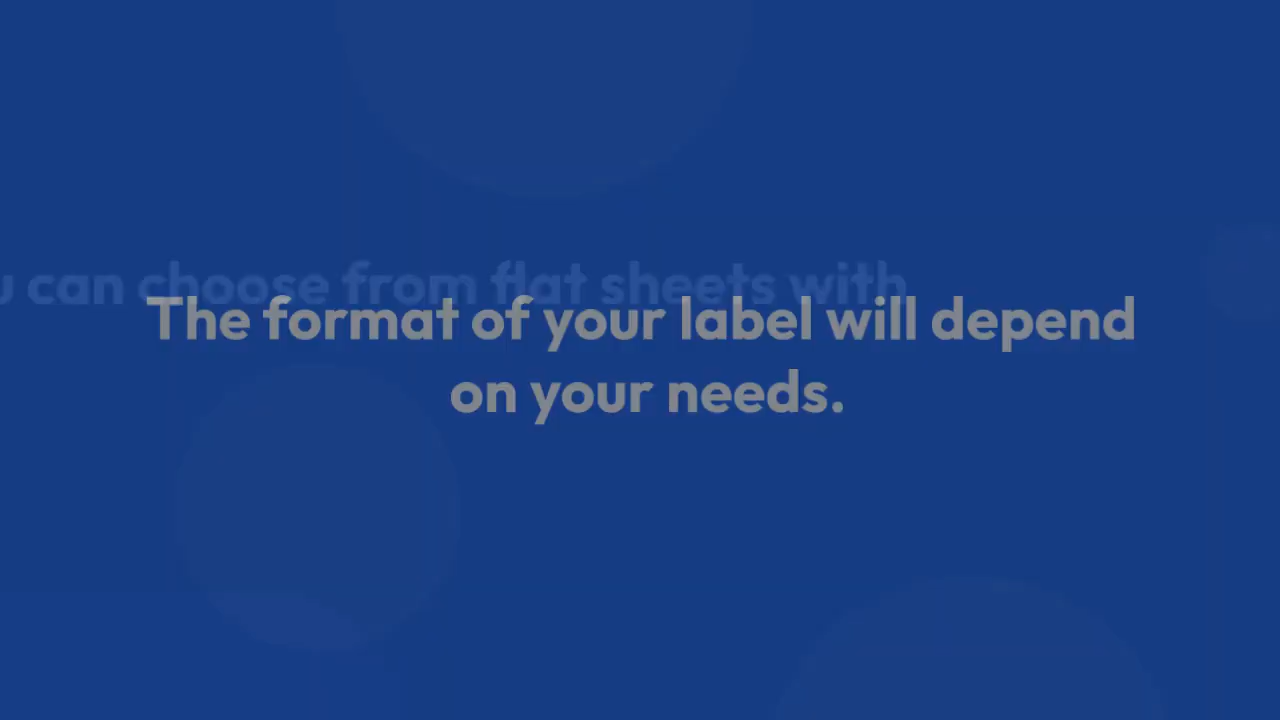 u can choose from flat sheets with
The format of your label will depend
on your needs.